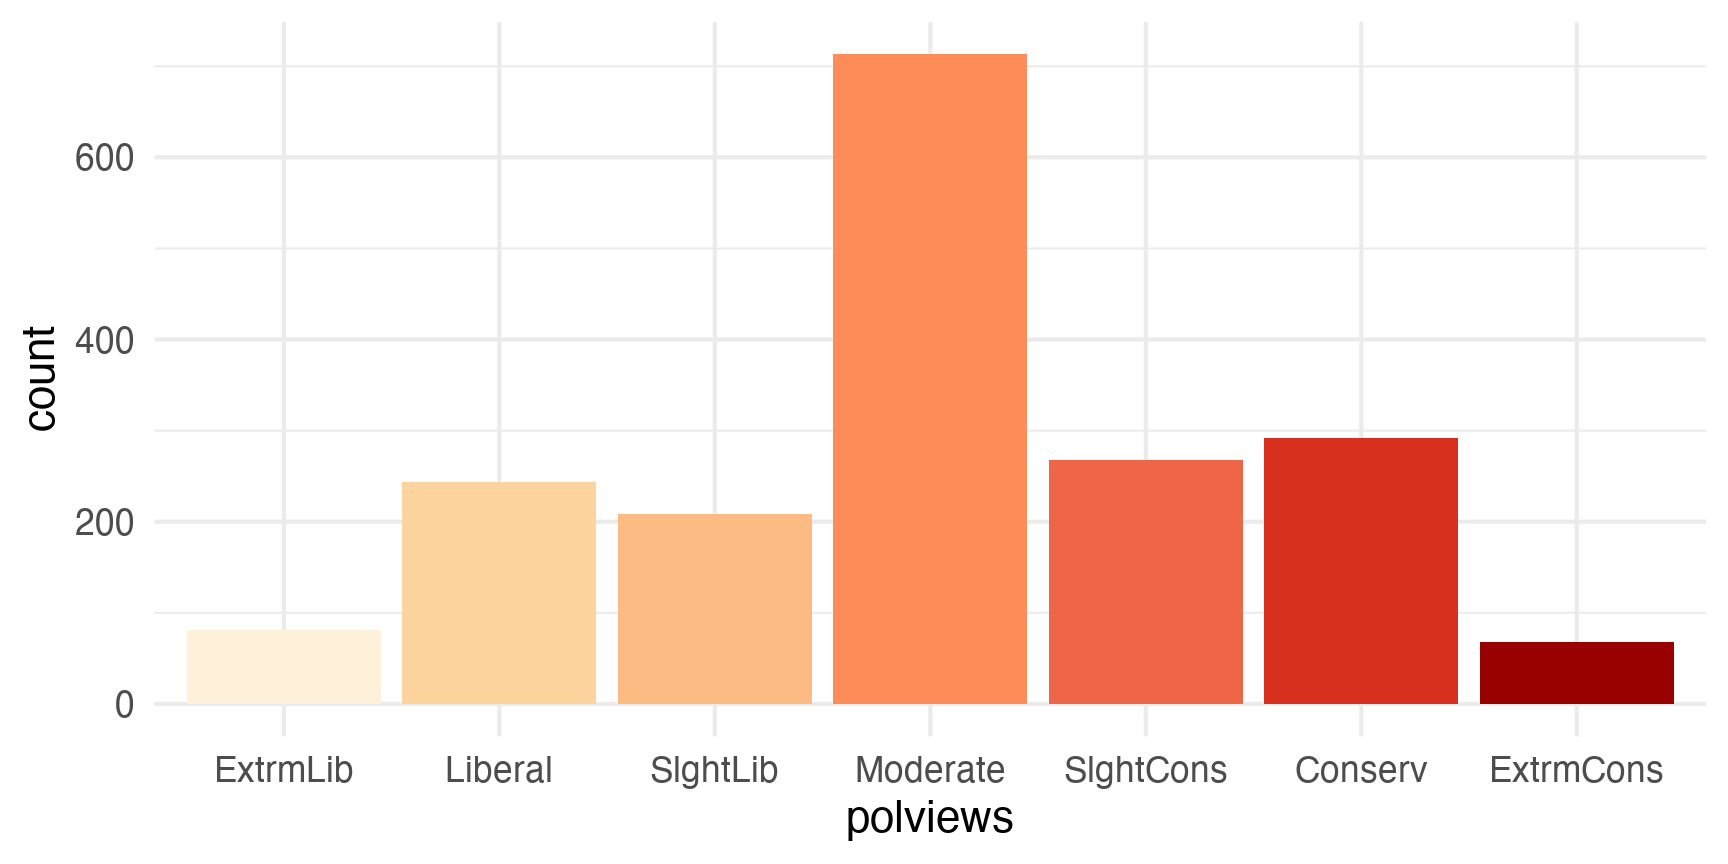 count
600
400
200
0
ExtrmLib Liberal SlghtLib Moderate SlghtCons Conserv ExtrmCons
polviews